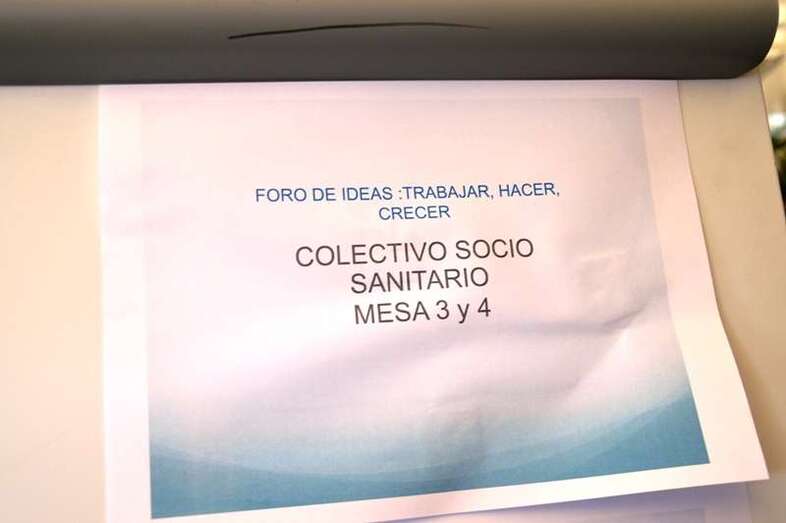 FORO DE IDEAS :TRABAJAR, HACER,
CRECER
COLECTIVO SOCIO
SANITARIO
MESA 3 y 4